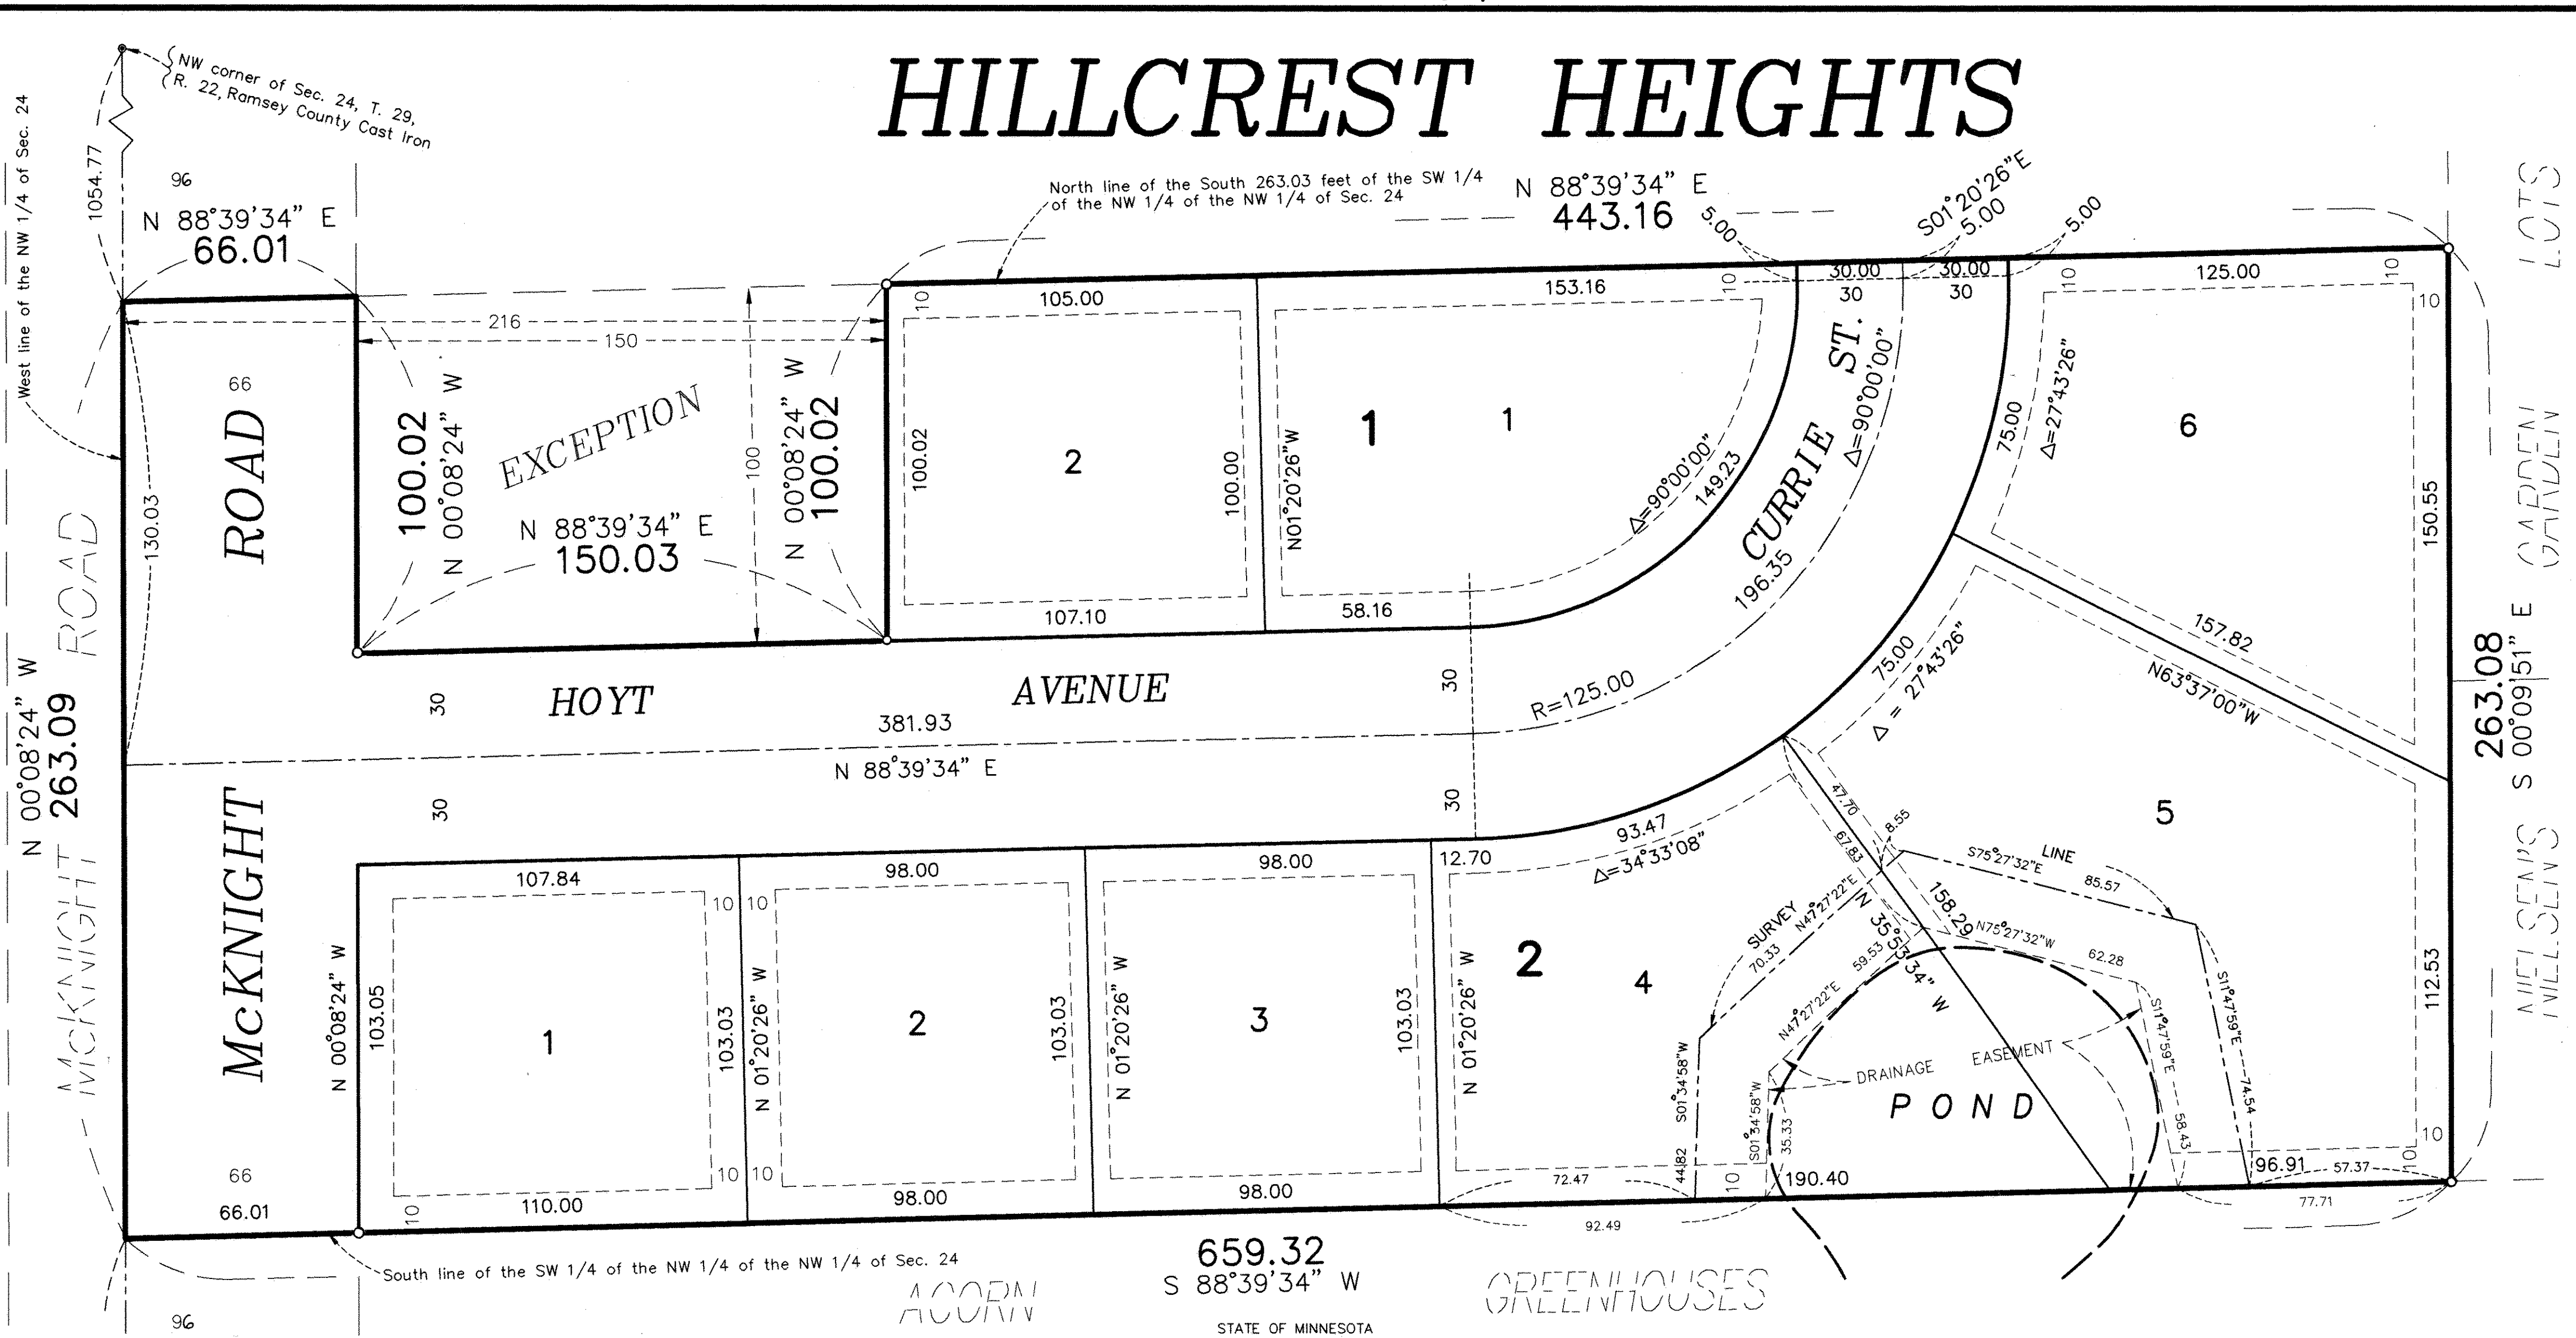 HILLCREST HEIGHTS
NW corner of Sec. 24, T. 29,
R. 22, Ramsey County Cast Iron
West line of the NW 1/4 of Sec. 24
1054.77
96
N 88°39'34" E
66.01
North line of the South 263.03 feet of the SW 1/4
of the NW 1/4 of the NW 1/4 of Sec. 24
N 88°39'34" E
443.16
5.00
S01°20'26"E
5.00
5.00
LOTS
GARDEN
NIELSEN'S
216
150
66
ROAD
McKNIGHT
130.03
100.02
N 00°08'24" W
EXCEPTION
100
N 00°08'24" W
100.02
N 88°39'34" E
150.03
10
105.00
100.02
2
100.00
107.10
N01°20'26"W
1
1
153.16
10
58.16
Δ=90°00'00"
149.23
30.00
30.00
30
30
CURRIE ST.
Δ=90°00'00"
196.35
R=125.00
10
125.00
10
10
75.00
Δ=27°43'26"
6
150.55
157.82
N63°37'00"W
75.00
Δ = 27°43'26"
263.08
S 00°09'51" E
ROAD
McKNIGHT
N 00°08'24" W
263.09
30
HOYT AVENUE
381.93
N 88°39'34" E
30
30
30
107.84
98.00
98.00
12.70
93.47
Δ=34°33'08"
N 00°08'24" W
103.05
1
10
10
103.03
N 01°20'26" W
10
10
10
110.00
2
103.03
98.00
N 01°20'26" W
3
103.03
98.00
N 01°20'26" W
2
4
47.70
67.83
8.55
158.29
N 35°53'34" W
SURVEY LINE
70.33
N47°27'22"E
59.53
N47°27'22"E
S75°27'32"E
85.57
N75°27'32"W
62.28
5
112.53
S11°47'59"E
74.54
S11°47'59"E
58.43
S01°34'58"W
44.82
S01°34'58"W
35.33
DRAINAGE EASEMENT
POND
72.47
10
190.40
92.49
96.91
57.37
10
10
77.71
66
66.01
South line of the SW 1/4 of the NW 1/4 of the NW 1/4 of Sec. 24
96
659.32
S 88°39'34" W
ACORN GREENHOUSES
STATE OF MINNESOTA